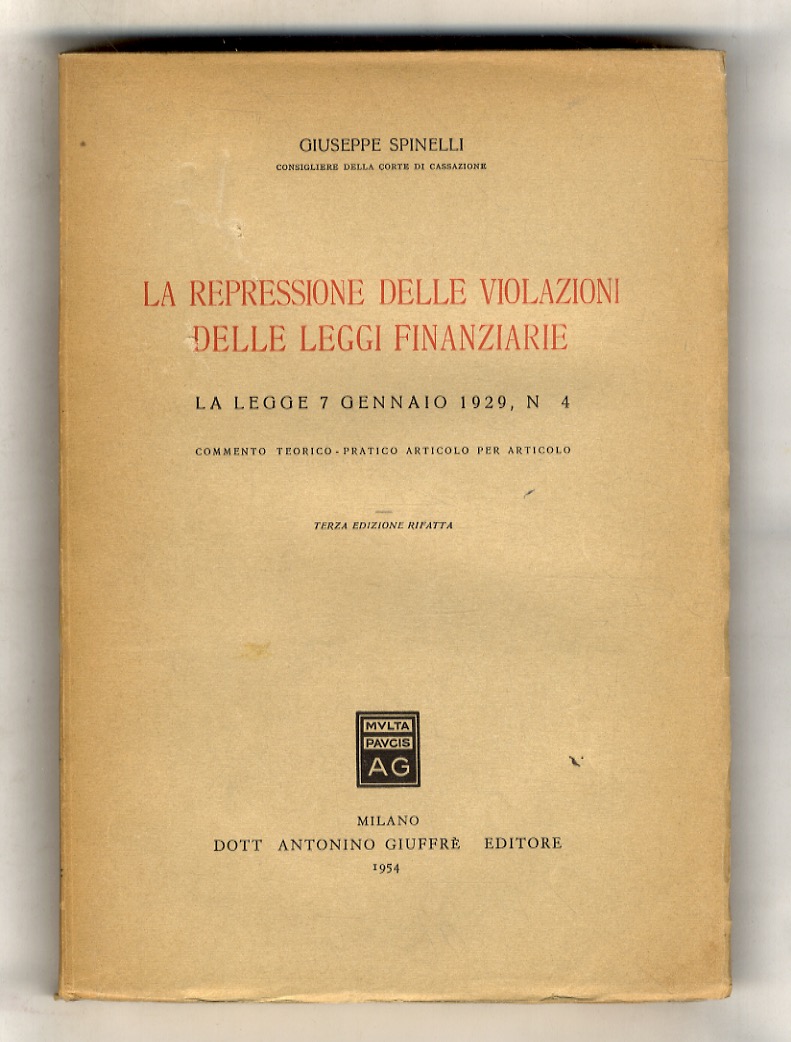 GIUSEPPE SPINELLI
CONSIGLIERE DELLA CORTE DI CASSAZIONE
LA REPRESSIONE DELLE VIOLAZIONI
DELLE LEGGI FINANZIARIE
LA LEGGE 7 GENNAIO 1929, N 4
COMMENTO TEORICO-PRATICO ARTICOLO PER ARTICOLO
TERZA EDIZIONE RIFATTA
MVLTA
PAVCIS
AG
MILANO
DOTT ANTONINO GIUFFRÈ EDITORE
1954